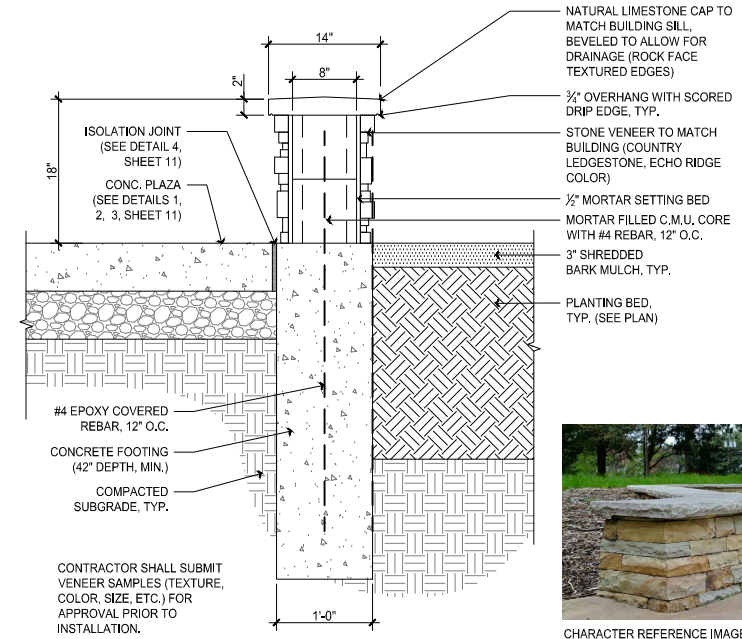 NATURAL LIMESTONE CAP TO
MATCH BUILDING SILL,
BEVELED TO ALLOW FOR
DRAINAGE (ROCK FACE
TEXTURED EDGES)
¾" OVERHANG WITH SCORED
DRIP EDGE, TYP.
STONE VENEER TO MATCH
BUILDING (COUNTRY
LEDGESTONE, ECHO RIDGE
COLOR)
½" MORTAR SETTING BED
MORTAR FILLED C.M.U. CORE
WITH #4 REBAR, 12" O.C.
3" SHREDDED
BARK MULCH, TYP.
PLANTING BED,
TYP. (SEE PLAN)
14"
8"
2"
18"
ISOLATION JOINT
(SEE DETAIL 4,
SHEET 11)
CONC. PLAZA
(SEE DETAILS 1,
2, 3, SHEET 11)
#4 EPOXY COVERED
REBAR, 12" O.C.
CONCRETE FOOTING
(42" DEPTH, MIN.)
COMPACTED
SUBGRADE, TYP.
CONTRACTOR SHALL SUBMIT
VENEER SAMPLES (TEXTURE,
COLOR, SIZE, ETC.) FOR
APPROVAL PRIOR TO
INSTALLATION.
1'-0"
CHARACTER REFERENCE IMAGE